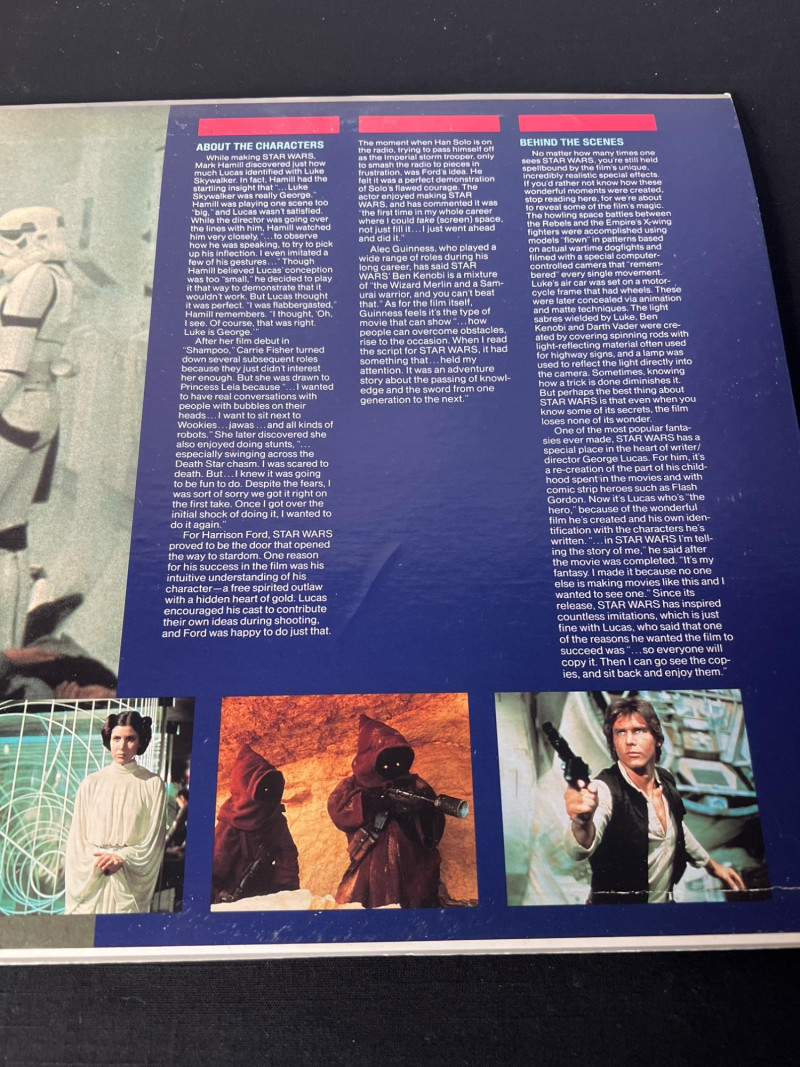 ABOUT THE CHARACTERS
While making STAR WARS,
Mark Hamill discovered just how
much Lucas identified with Luke
Skywalker. In fact, Hamill had the
startling insight that "...Luke
Skywalker was really George."
Hamill was playing one scene too
"big," and Lucas wasn't satisfied.
While the director was going over
the lines with him, Hamill watched
him very closely, "...to observe
how he was speaking, to try to pick
up his inflection. I even imitated a
few of his gestures..." Though
Hamill believed Lucas' conception
was too "small," he decided to play
it that way to demonstrate that it
wouldn't work. But Lucas thought
it was perfect. "I was flabbergasted,"
Hamill remembers. "I thought, 'Oh,
I see. Of course, that was right.
Luke is George.'"
After her film debut in
"Shampoo," Carrie Fisher turned
down several subsequent roles
because they just didn't interest
her enough. But she was drawn to
Princess Leia because "...I wanted
to have real conversations with
people with bubbles on their
heads...I want to sit next to
Wookies...jawas...and all kinds of
robots." She later discovered she
also enjoyed doing stunts, "...
especially swinging across the
Death Star chasm. I was scared to
death. But...I knew it was going
to be fun to do. Despite the fears, I
was sort of sorry we got it right on
the first take. Once I got over the
initial shock of doing it, I wanted to
do it again."
For Harrison Ford, STAR WARS
proved to be the door that opened
the way to stardom. One reason
for his success in the film was his
intuitive understanding of his
character—a free spirited outlaw
with a hidden heart of gold. Lucas
encouraged his cast to contribute
their own ideas during shooting,
and Ford was happy to do just that.
The moment when Han Solo is on
the radio, trying to pass himself off
as the Imperial storm trooper, only
to smash the radio to pieces in
frustration, was Ford's idea. He
felt it was a perfect demonstration
of Solo's flawed courage. The
actor enjoyed making STAR
WARS, and has commented it was
"the first time in my whole career
where I could take (screen) space,
not just fill it...I just went ahead
and did it."
Alec Guinness, who played a
wide range of roles during his
long career, has said STAR
WARS' Ben Kenobi is a mixture
of "the Wizard Merlin and a Sam-
urai warrior, and you can't beat
that." As for the film itself,
Guinness feels it's the type of
movie that can show "...how
people can overcome obstacles,
rise to the occasion. When I read
the script for STAR WARS, it had
something that...held my
attention. It was an adventure
story about the passing of knowl-
edge and the sword from one
generation to the next."
BEHIND THE SCENES
No matter how many times one
sees STAR WARS, you're still held
spellbound by the film's unique,
incredibly realistic special effects.
If you'd rather not know how these
wonderful moments were created,
stop reading here, for we're about
to reveal some of the film's magic.
The howling space battles between
the Rebels and the Empire's X-wing
fighters were accomplished using
models "flown" in patterns based
on actual wartime dogfights and
filmed with a special computer-
controlled camera that "remem-
bered" every single movement.
Luke's air car was set on a motor-
cycle frame that had wheels. These
were later concealed via animation
and matte techniques. The light
sabres wielded by Luke, Ben
Kenobi and Darth Vader were cre-
ated by covering spinning rods with
light-reflecting material often used
for highway signs, and a lamp was
used to reflect the light directly into
the camera. Sometimes, knowing
how a trick is done diminishes it.
But perhaps the best thing about
STAR WARS is that even when you
know some of its secrets, the film
loses none of its wonder.
One of the most popular fanta-
sies ever made, STAR WARS has a
special place in the heart of writer/
director George Lucas. For him, it's
a re-creation of the part of his child-
hood spent in the movies and with
comic strip heroes such as Flash
Gordon. Now it's Lucas who's "the
hero," because of the wonderful
film he's created and his own iden-
tification with the characters he's
written. "...in STAR WARS I'm tell-
ing the story of me," he said after
the movie was completed. "It's my
fantasy. I made it because no one
else is making movies like this and I
wanted to see one." Since its
release, STAR WARS has inspired
countless imitations, which is just
fine with Lucas, who said that one
of the reasons he wanted the film to
succeed was "...so everyone will
copy it. Then I can go see the cop-
ies, and sit back and enjoy them."